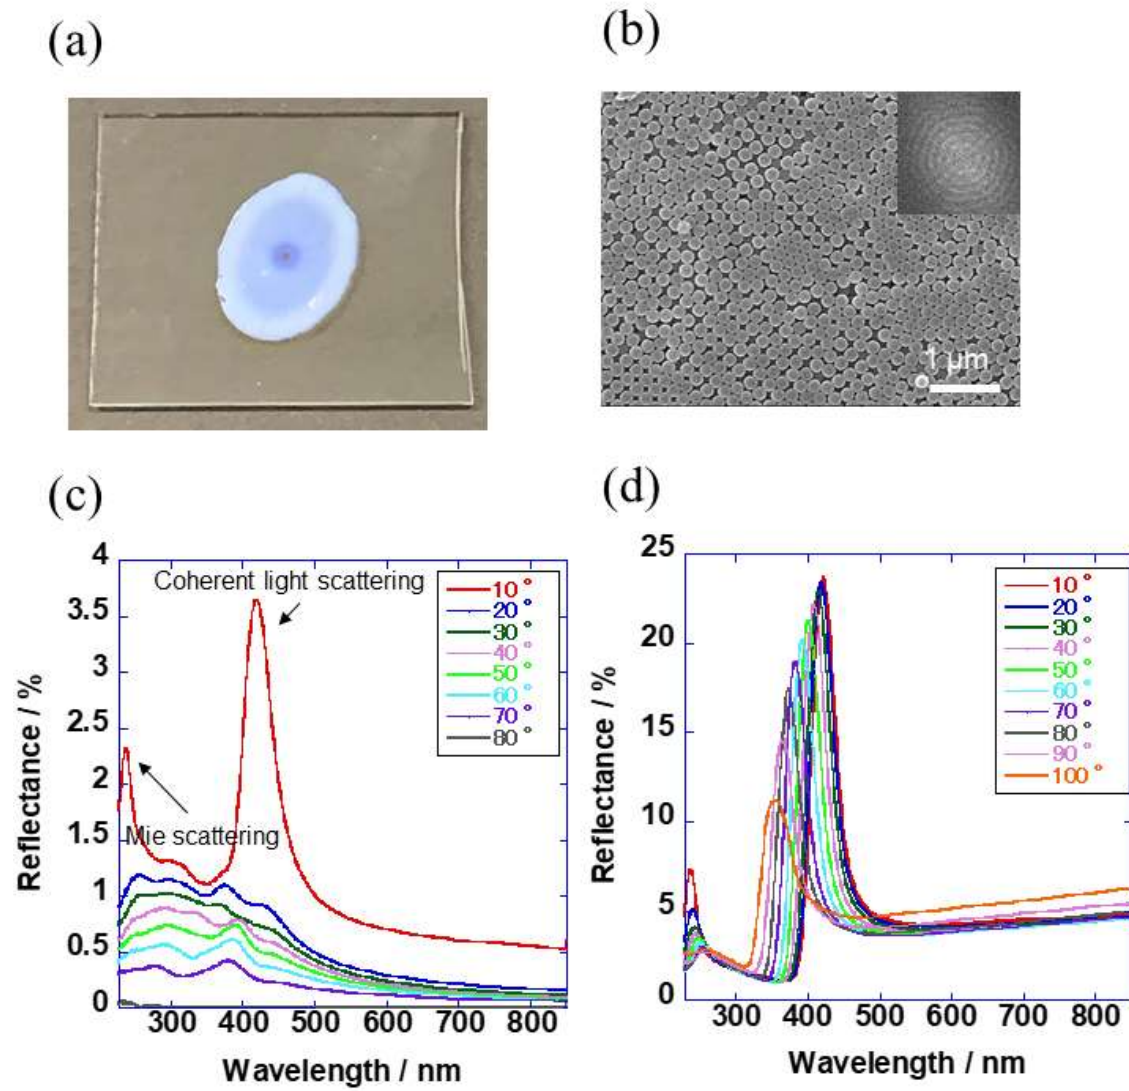 (a)
(b)
1 µm
(c)
Reflectance / %
4
3.5
3
2.5
2
1.5
1
0.5
0
Coherent light scattering
Mie scattering
10 °
20 °
30 °
40 °
50 °
60 °
70 °
80 °
300 400 500 600 700 800
Wavelength / nm
(d)
Reflectance / %
25
20
15
10
5
0
10 °
20 °
30 °
40 °
50 °
60 °
70 °
80 °
90 °
100 °
300 400 500 600 700 800
Wavelength / nm